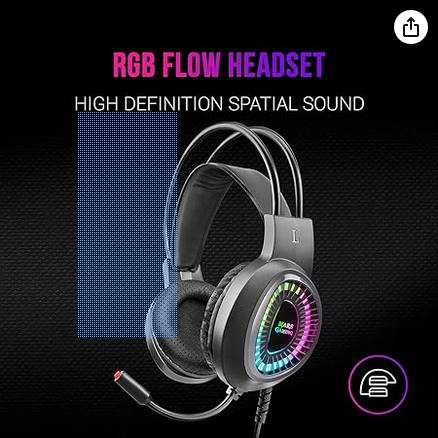 RGB FLOW HEADSET
HIGH DEFINITION SPATIAL SOUND
L
MARS
GAMING